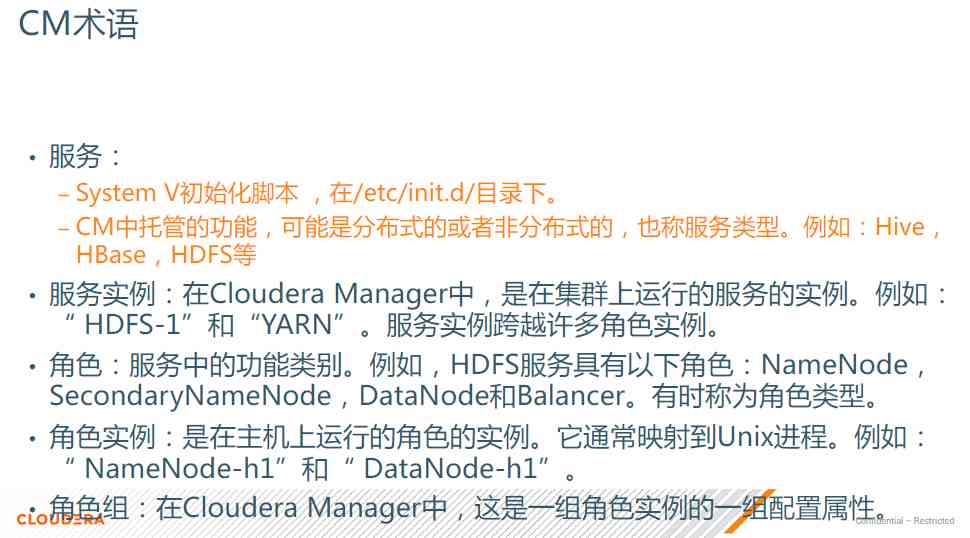 CM术语
• 服务：
– System V初始化脚本 ，在/etc/init.d/目录下。
– CM中托管的功能，可能是分布式的或者非分布式的，也称服务类型。例如：Hive，
HBase，HDFS等
• 服务实例：在Cloudera Manager中，是在集群上运行的服务的实例。例如：
“ HDFS-1”和“YARN”。服务实例跨越许多角色实例。
• 角色：服务中的功能类别。例如，HDFS服务具有以下角色：NameNode，
SecondaryNameNode，DataNode和Balancer。有时称为角色类型。
• 角色实例：是在主机上运行的角色的实例。它通常映射到Unix进程。例如：
“ NameNode-h1”和“ DataNode-h1”。
• 角色组：在Cloudera Manager中，这是一组角色实例的一组配置属性。
CLOUDERA
Confidential – Restricted